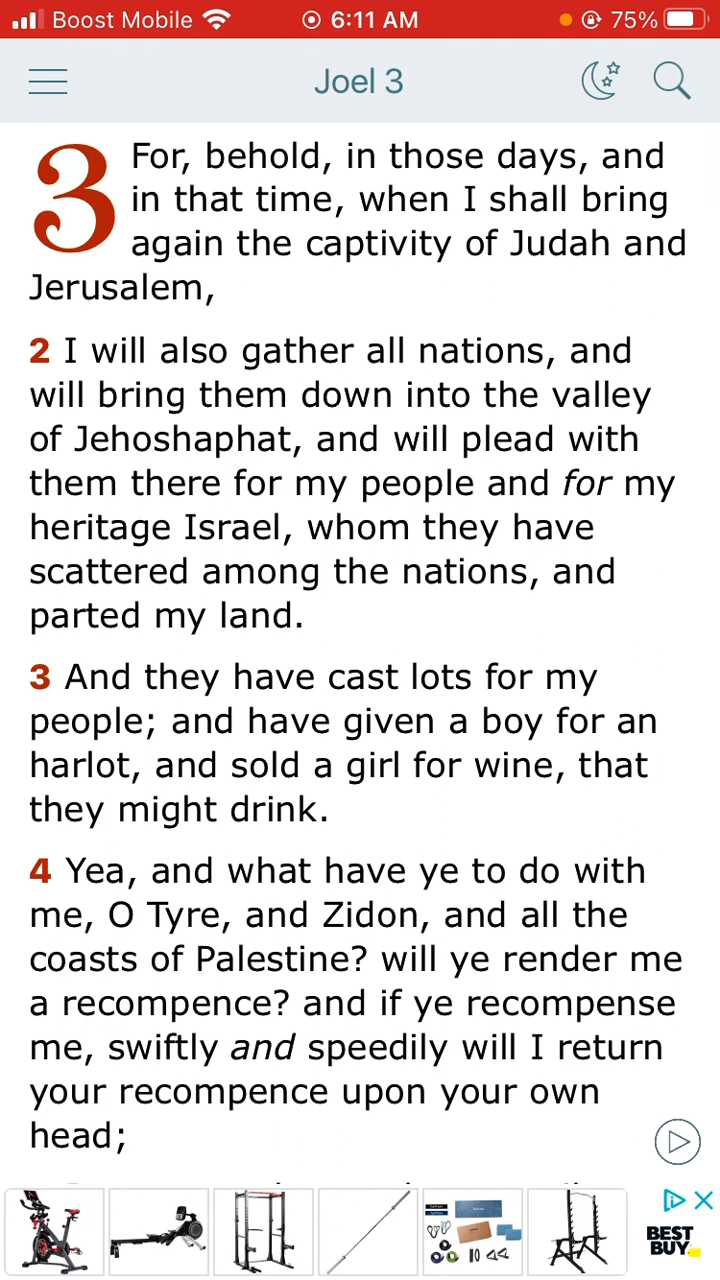 Boost Mobile 6:11 AM 75%
Joel 3
3 For, behold, in those days, and
in that time, when I shall bring
again the captivity of Judah and
Jerusalem,
2 I will also gather all nations, and
will bring them down into the valley
of Jehoshaphat, and will plead with
them there for my people and for my
heritage Israel, whom they have
scattered among the nations, and
parted my land.
3 And they have cast lots for my
people; and have given a boy for an
harlot, and sold a girl for wine, that
they might drink.
4 Yea, and what have ye to do with
me, O Tyre, and Zidon, and all the
coasts of Palestine? will ye render me
a recompence? and if ye recompense
me, swiftly and speedily will I return
your recompence upon your own
head;
BEST
BUY